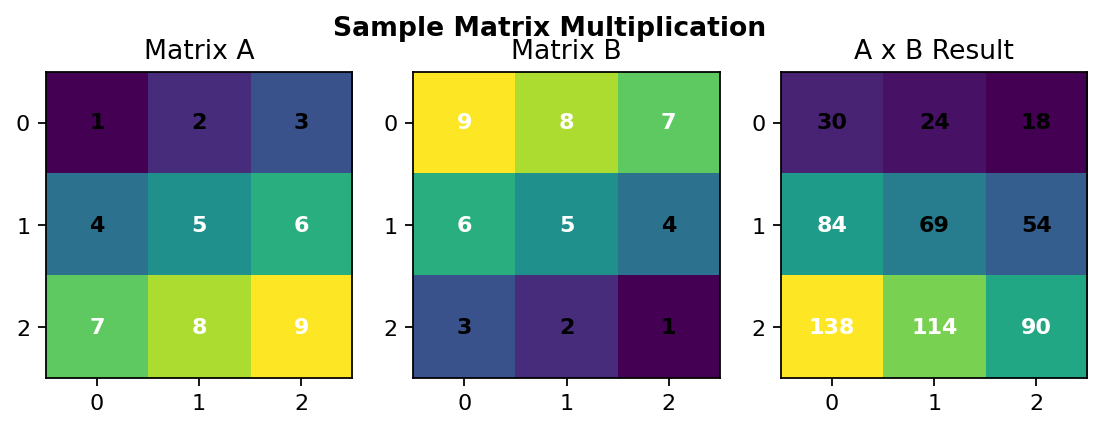 Sample Matrix Multiplication
Matrix A
0 1 2 3
1 4 5 6
2 7 8 9
0 1 2
Matrix B
0 9 8 7
1 6 5 4
2 3 2 1
0 1 2
A x B Result
0 30 24 18
1 84 69 54
2 138 114 90
0 1 2